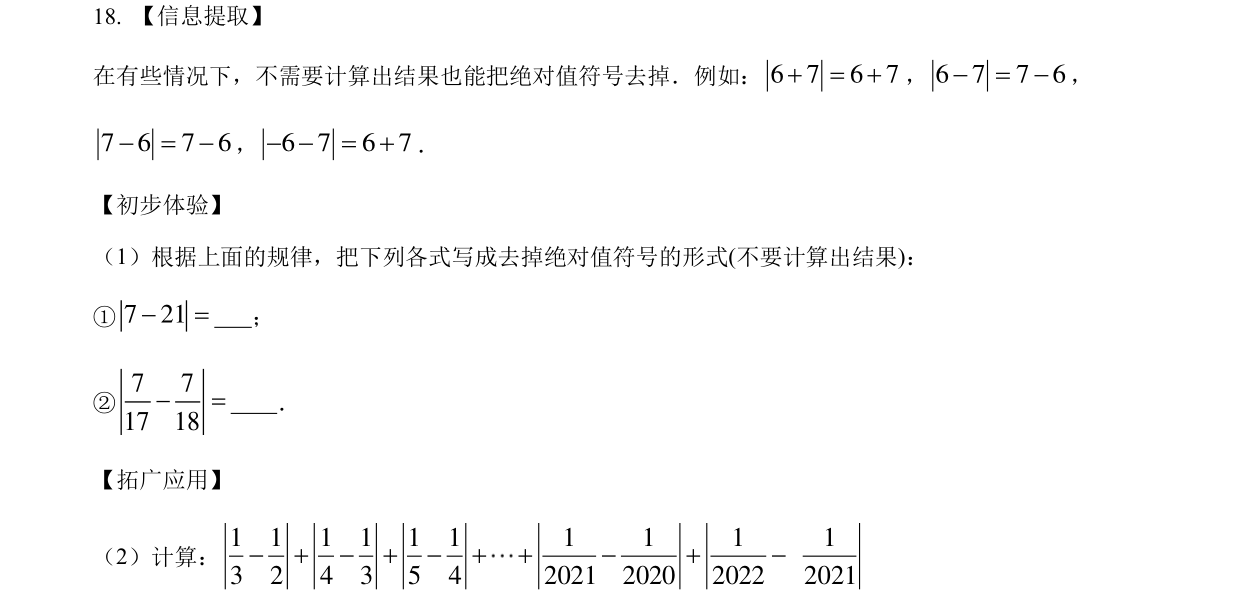 18. 【信息提取】
在有些情况下，不需要计算出结果也能把绝对值符号去掉．例如：|6+7|=6+7，|6−7|=7−6，
|7−6|=7−6，|−6−7|=6+7．
【初步体验】
（1）根据上面的规律，把下列各式写成去掉绝对值符号的形式(不要计算出结果)：
①|7−21|=___；
②|7/17−7/18|=____．
【拓广应用】
（2）计算：|1/3−1/2|+|1/4−1/3|+|1/5−1/4|+⋯+|1/2021−1/2020|+|1/2022−1/2021|